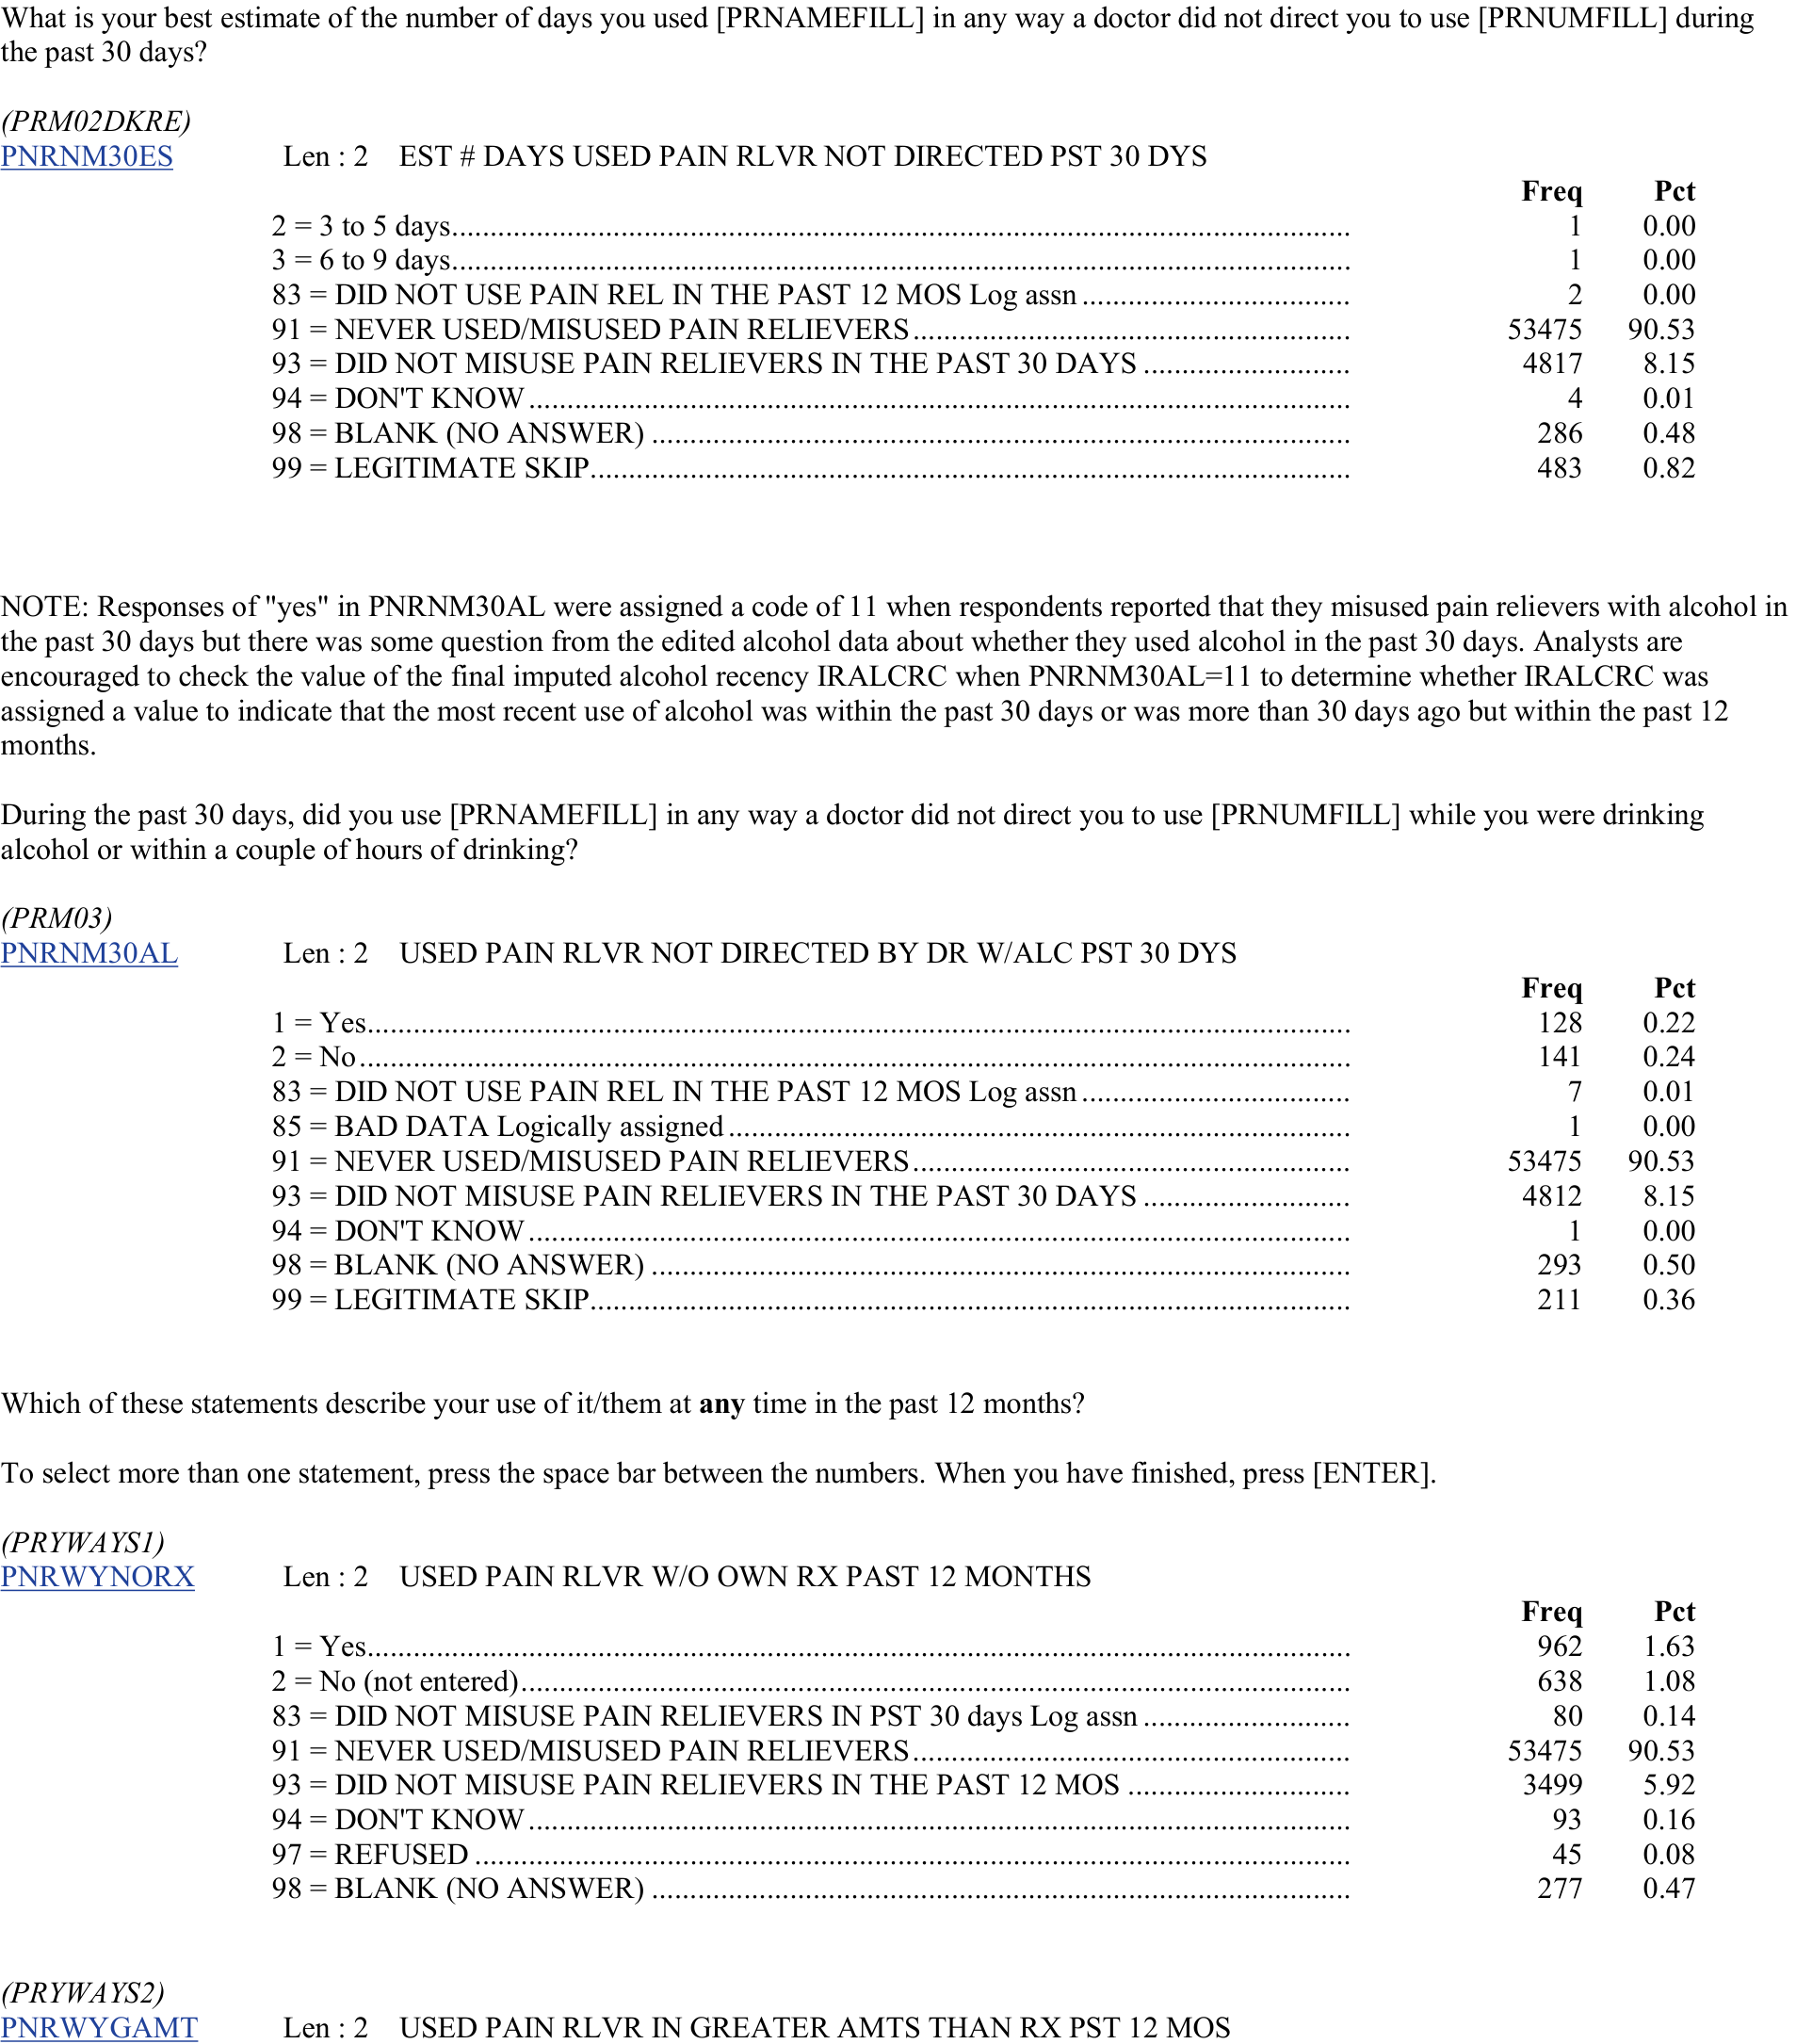 What is your best estimate of the number of days you used [PRNAMEFILL] in any way a doctor did not direct you to use [PRNUMFILL] during
the past 30 days?
(PRM02DKRE)
PNRNM30ES Len : 2 EST # DAYS USED PAIN RLVR NOT DIRECTED PST 30 DYS
Freq Pct
2 = 3 to 5 days.................................................. 1 0.00
3 = 6 to 9 days.................................................. 1 0.00
83 = DID NOT USE PAIN REL IN THE PAST 12 MOS Log assn .................................. 2 0.00
91 = NEVER USED/MISUSED PAIN RELIEVERS.................................................. 53475 90.53
93 = DID NOT MISUSE PAIN RELIEVERS IN THE PAST 30 DAYS .......................... 4817 8.15
94 = DON'T KNOW .................................................. 4 0.01
98 = BLANK (NO ANSWER) .................................................. 286 0.48
99 = LEGITIMATE SKIP.................................................. 483 0.82
NOTE: Responses of "yes" in PNRNM30AL were assigned a code of 11 when respondents reported that they misused pain relievers with alcohol in
the past 30 days but there was some question from the edited alcohol data about whether they used alcohol in the past 30 days. Analysts are
encouraged to check the value of the final imputed alcohol recency IRALCRC when PNRNM30AL=11 to determine whether IRALCRC was
assigned a value to indicate that the most recent use of alcohol was within the past 30 days or was more than 30 days ago but within the past 12
months.
During the past 30 days, did you use [PRNAMEFILL] in any way a doctor did not direct you to use [PRNUMFILL] while you were drinking
alcohol or within a couple of hours of drinking?
(PRM03)
PNRNM30AL Len : 2 USED PAIN RLVR NOT DIRECTED BY DR W/ALC PST 30 DYS
Freq Pct
1 = Yes.................................................. 128 0.22
2 = No .................................................. 141 0.24
83 = DID NOT USE PAIN REL IN THE PAST 12 MOS Log assn .................................. 7 0.01
85 = BAD DATA Logically assigned .................................................. 1 0.00
91 = NEVER USED/MISUSED PAIN RELIEVERS.................................................. 53475 90.53
93 = DID NOT MISUSE PAIN RELIEVERS IN THE PAST 30 DAYS .......................... 4812 8.15
94 = DON'T KNOW .................................................. 1 0.00
98 = BLANK (NO ANSWER) .................................................. 293 0.50
99 = LEGITIMATE SKIP.................................................. 211 0.36
Which of these statements describe your use of it/them at any time in the past 12 months?
To select more than one statement, press the space bar between the numbers. When you have finished, press [ENTER].
(PRYWAYS1)
PNRWYNORX Len : 2 USED PAIN RLVR W/O OWN RX PAST 12 MONTHS
Freq Pct
1 = Yes.................................................. 962 1.63
2 = No (not entered).................................................. 638 1.08
83 = DID NOT MISUSE PAIN RELIEVERS IN PST 30 days Log assn .......................... 80 0.14
91 = NEVER USED/MISUSED PAIN RELIEVERS.................................................. 53475 90.53
93 = DID NOT MISUSE PAIN RELIEVERS IN THE PAST 12 MOS ............................ 3499 5.92
94 = DON'T KNOW .................................................. 93 0.16
97 = REFUSED .................................................. 45 0.08
98 = BLANK (NO ANSWER) .................................................. 277 0.47
(PRYWAYS2)
PNRWYGAMT Len : 2 USED PAIN RLVR IN GREATER AMTS THAN RX PST 12 MOS